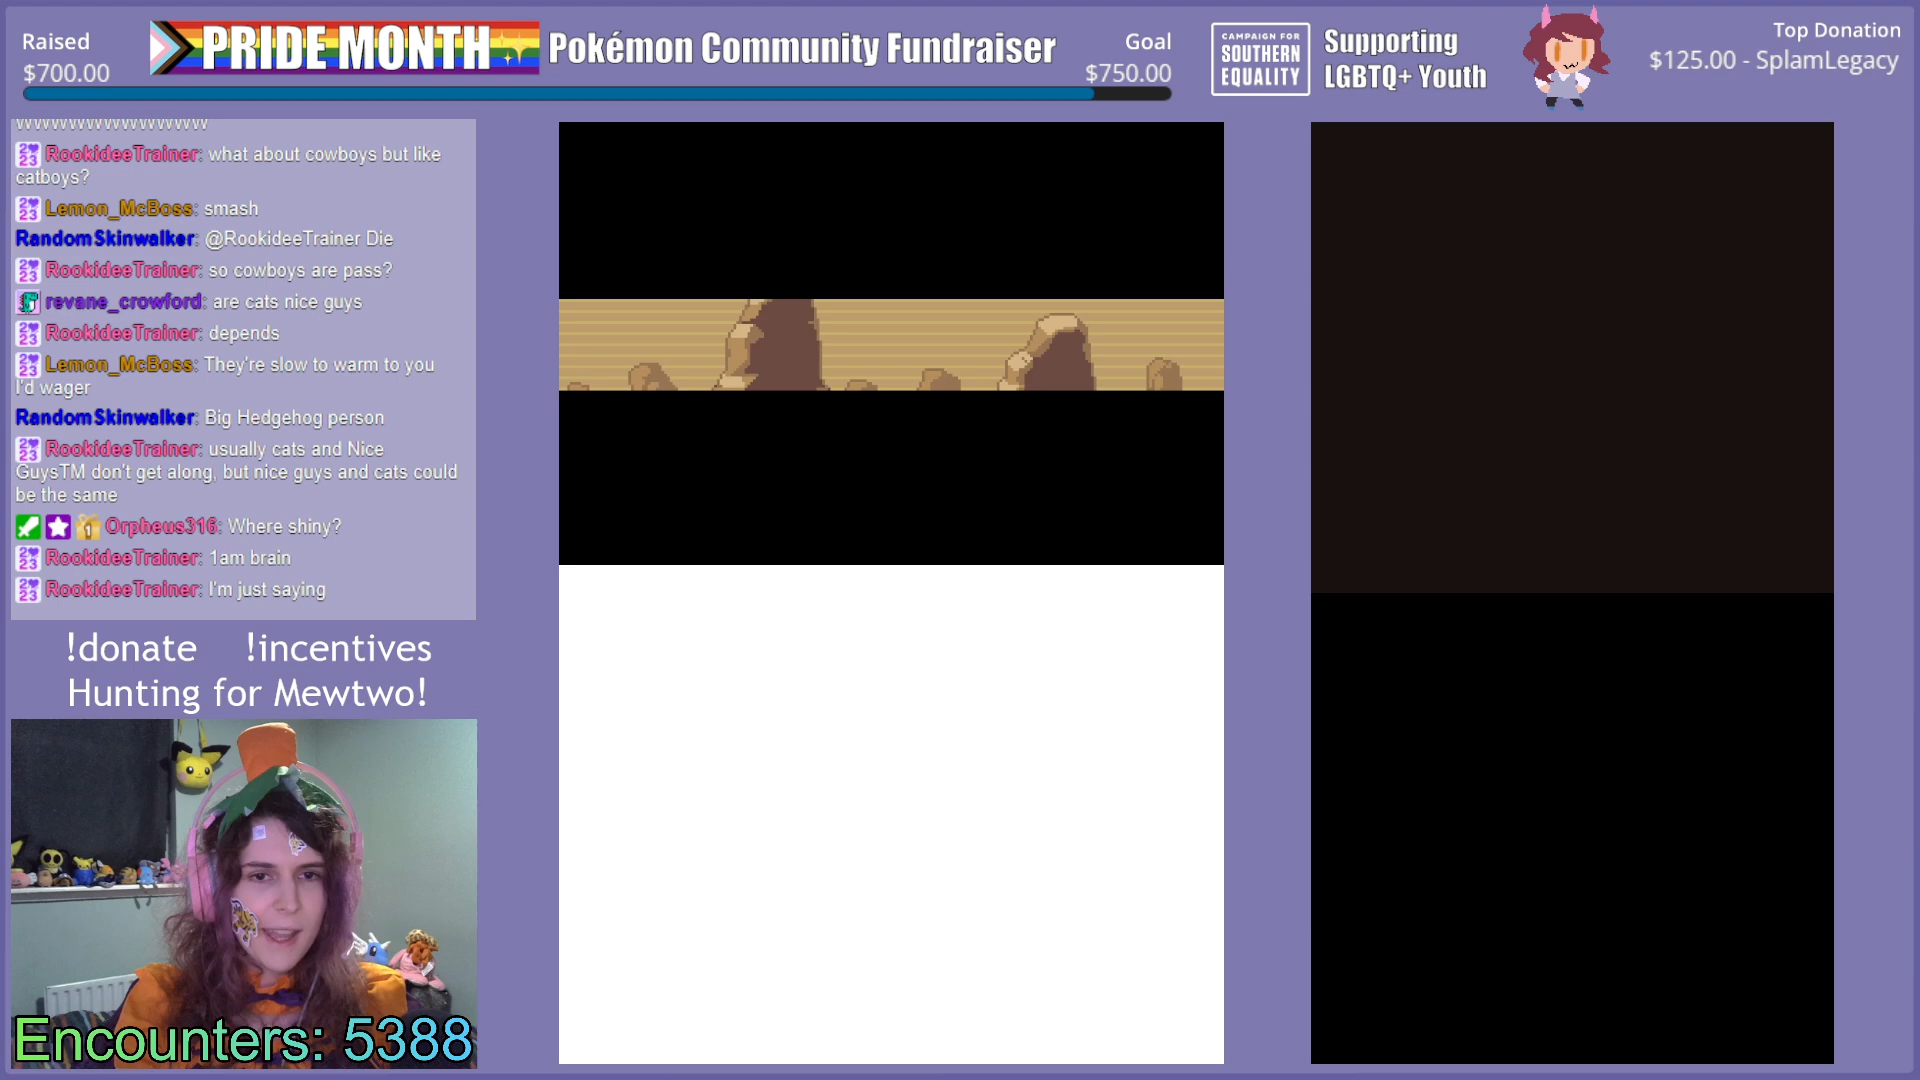 Raised
$700.00
PRIDE MONTH
Pokémon Community Fundraiser
Goal
$750.00
CAMPAIGN FOR
SOUTHERN
EQUALITY
Supporting
LGBTQ+ Youth
Top Donation
$125.00 - SplamLegacy
RookideeTrainer: what about cowboys but like
catboys?
Lemon_McBoss: smash
RandomSkinwalker: @RookideeTrainer Die
RookideeTrainer: so cowboys are pass?
revane_crowford: are cats nice guys
RookideeTrainer: depends
Lemon_McBoss: They're slow to warm to you
I'd wager
RandomSkinwalker: Big Hedgehog person
RookideeTrainer: usually cats and Nice
GuysTM don't get along, but nice guys and cats could
be the same
Orpheus316: Where shiny?
RookideeTrainer: 1am brain
RookideeTrainer: I'm just saying
!donate !incentives
Hunting for Mewtwo!
Encounters: 5388